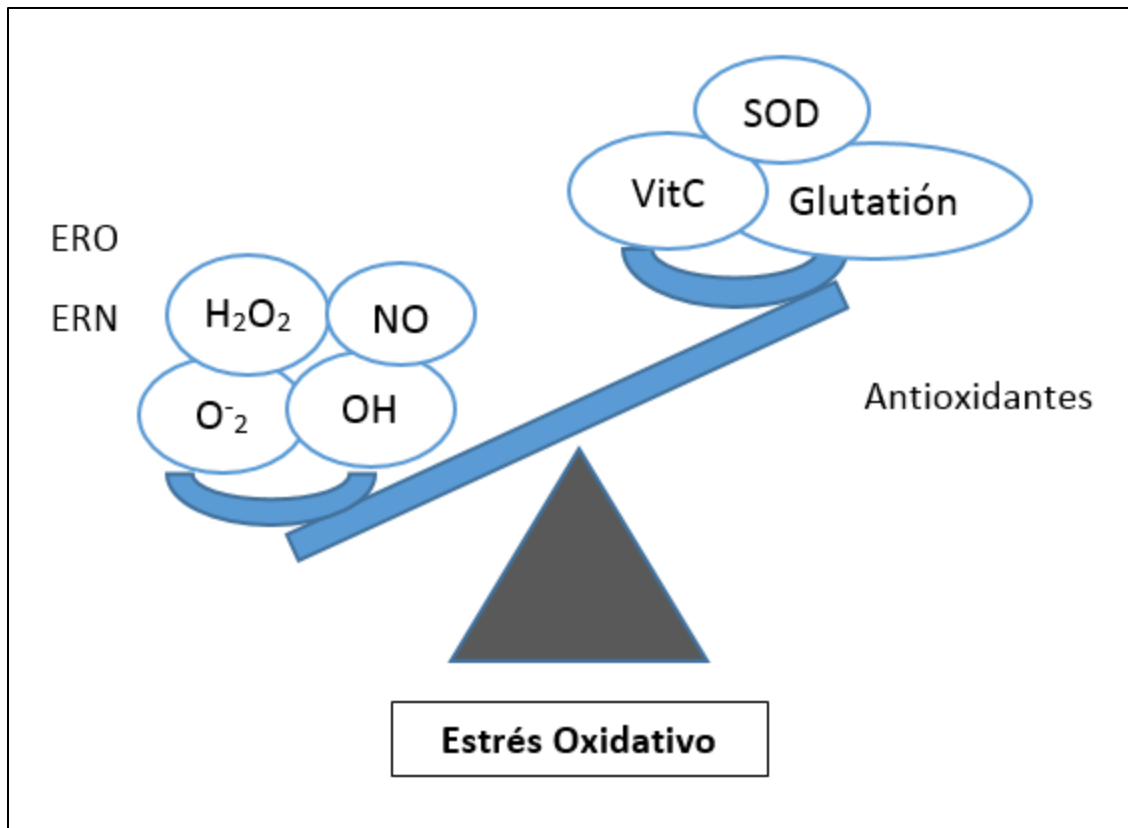 SOD
VitC
Glutatión
ERO
ERN
H₂O₂
NO
O⁻₂
OH
Antioxidantes
Estrés Oxidativo